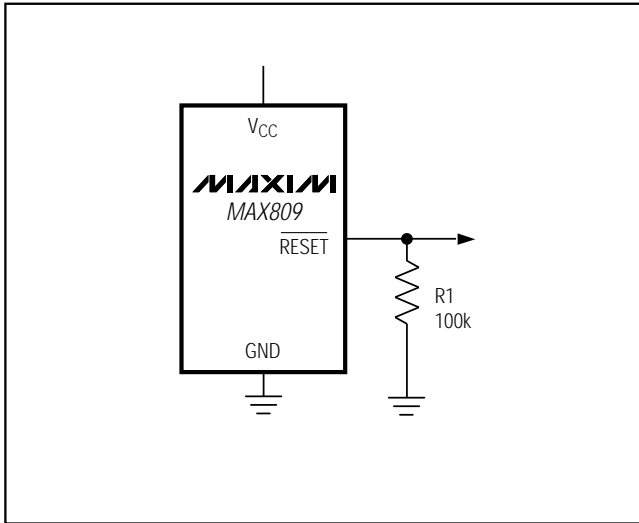 VCC
MAXIM
MAX809
RESET
R1
100k
GND